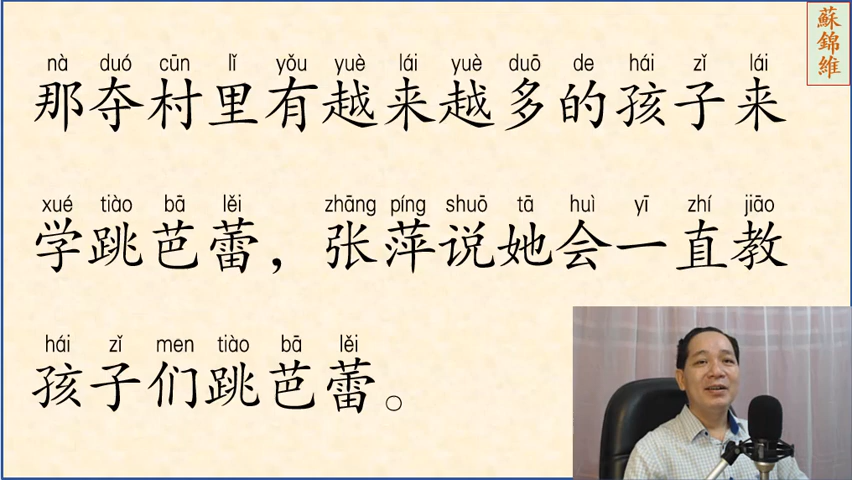 nà duó cūn lǐ yǒu yuè lái yuè duō de hái zǐ lái
那夺村里有越来越多的孩子来
xué tiào bā lěi zhāng píng shuō tā huì yī zhí jiāo
学跳芭蕾，张萍说她会一直教
hái zǐ men tiào bā lěi
孩子们跳芭蕾。
蘇錦維